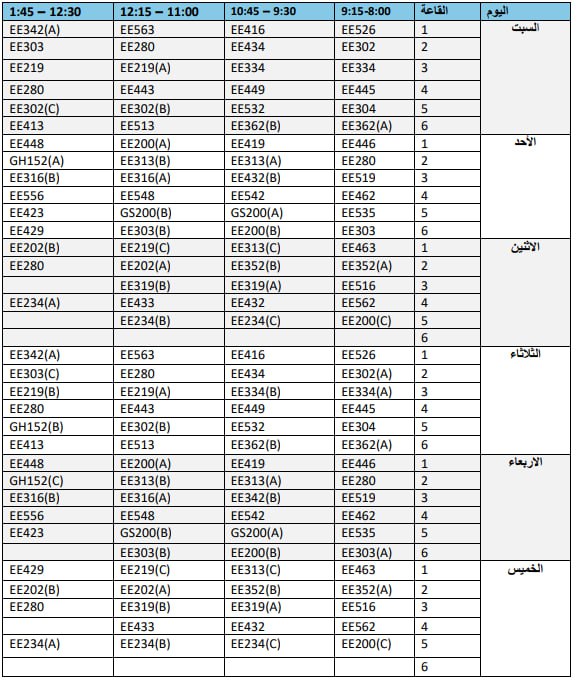 اليوم القاعة 9:15-8:00 10:45 – 9:30 12:15 – 11:00 1:45 – 12:30
السبت 1 EE526 EE416 EE563 EE342(A)
2 EE302 EE434 EE280 EE303
3 EE334 EE334 EE219(A) EE219
4 EE445 EE449 EE443 EE280
5 EE304 EE532 EE302(B) EE302(C)
6 EE362(A) EE362(B) EE513 EE413
الأحد 1 EE446 EE419 EE200(A) EE448
2 EE280 EE313(A) EE313(B) GH152(A)
3 EE519 EE432(B) EE316(A) EE316(B)
4 EE462 EE542 EE548 EE556
5 EE535 GS200(A) GS200(B) EE423
6 EE303 EE200(B) EE303(B) EE429
الاثنين 1 EE463 EE313(C) EE219(C) EE202(B)
2 EE352(A) EE352(B) EE202(A) EE280
3 EE516 EE319(A) EE319(B)
4 EE562 EE432 EE433 EE234(A)
5 EE200(C) EE234(C) EE234(B)
6
الثلاثاء 1 EE526 EE416 EE563 EE342(A)
2 EE302(A) EE434 EE280 EE303(C)
3 EE334(A) EE334(B) EE219(A) EE219(B)
4 EE445 EE449 EE443 EE280
5 EE304 EE532 EE302(B) GH152(B)
6 EE362(A) EE362(B) EE513 EE413
الاربعاء 1 EE446 EE419 EE200(A) EE448
2 EE280 EE313(A) EE313(B) GH152(C)
3 EE519 EE342(B) EE316(A) EE316(B)
4 EE462 EE542 EE548 EE556
5 EE535 GS200(A) GS200(B) EE423
6 EE303(A) EE200(B) EE303(B)
الخميس 1 EE463 EE313(C) EE219(C) EE429
2 EE352(A) EE352(B) EE202(A) EE202(B)
3 EE516 EE319(A) EE319(B) EE280
4 EE562 EE432 EE433
5 EE200(C) EE234(C) EE234(B) EE234(A)
6